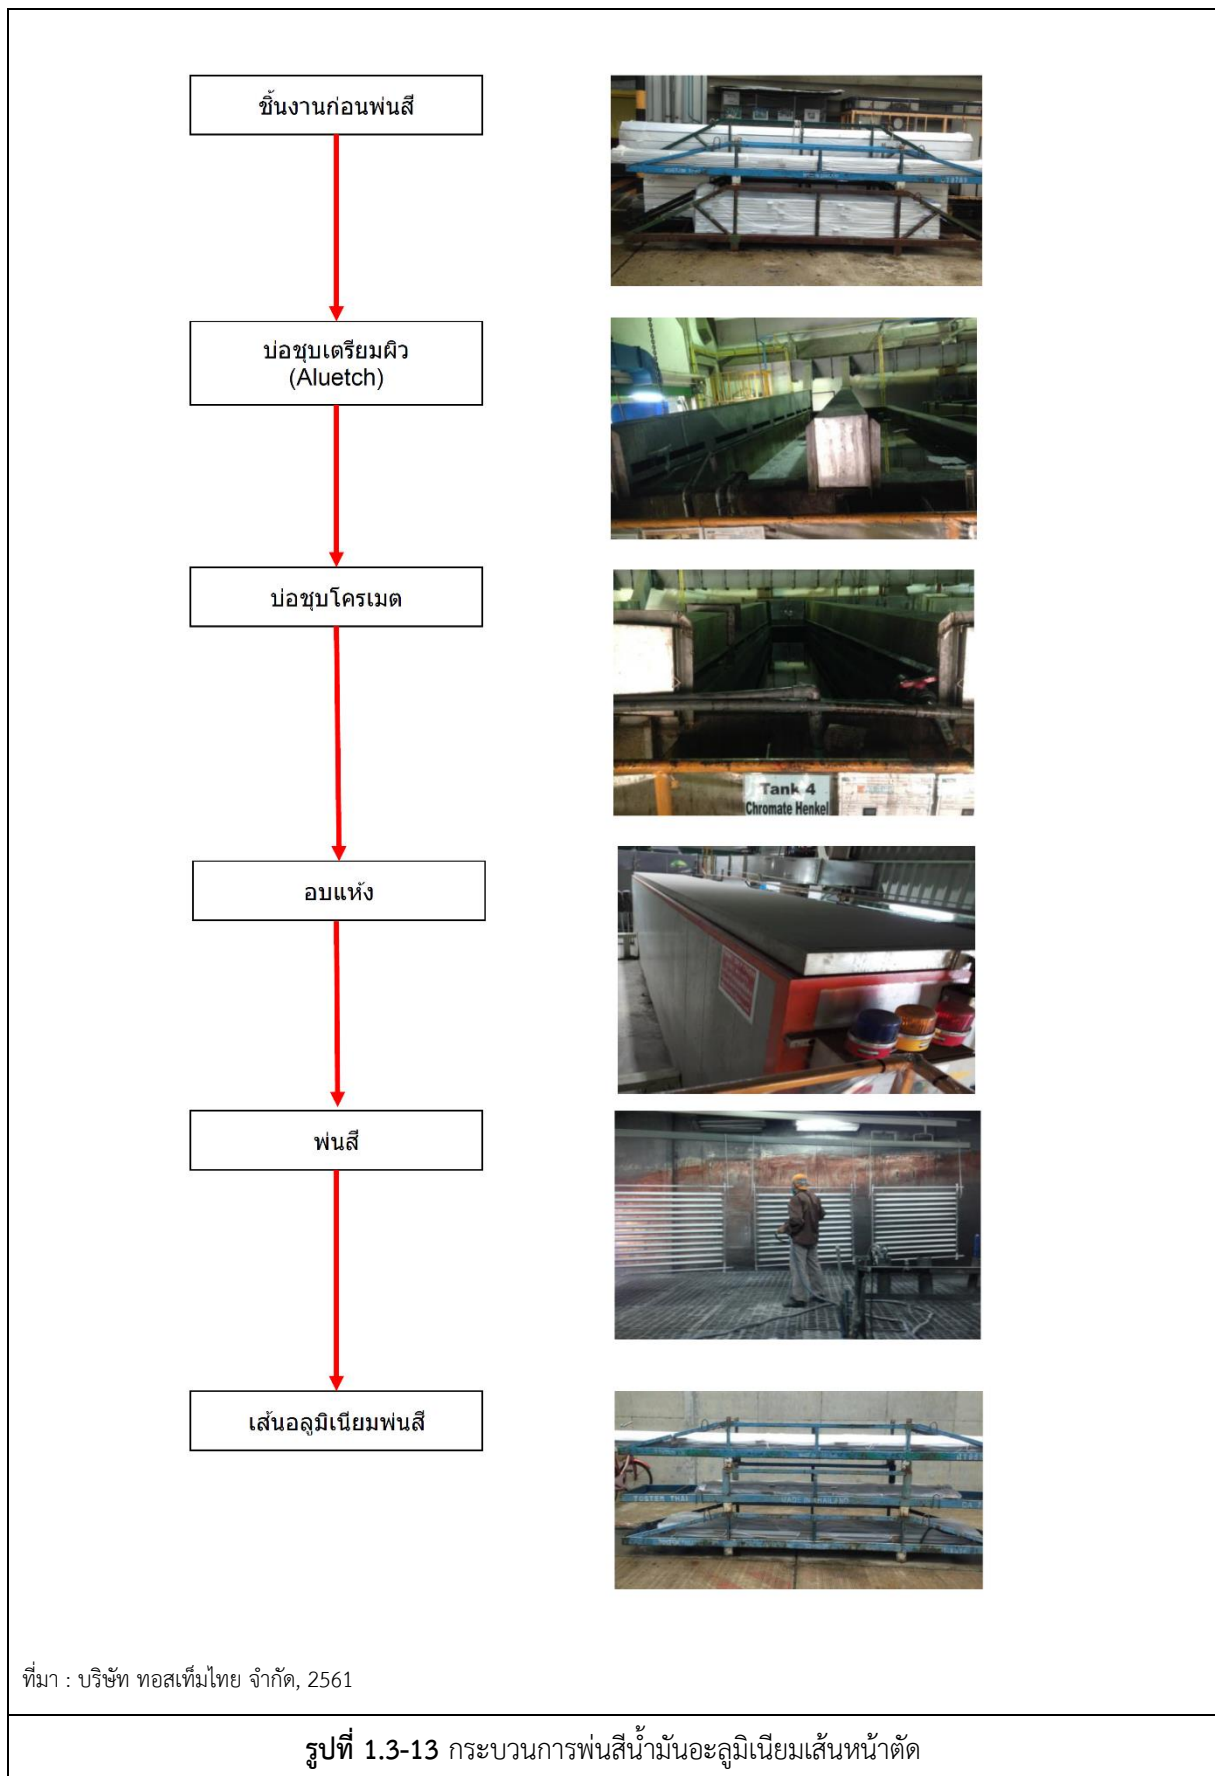 ชิ้นงานก่อนพ่นสี
บ่อชุบเตรียมผิว
(Aluetch)
บ่อชุบโครเมต
Tank 4
Chromate Henkel
อบแห้ง
พ่นสี
เส้นอลูมิเนียมพ่นสี
TOSTEM THAI
MADE IN THAILAND
ที่มา : บริษัท ทอสเท็มไทย จำกัด, 2561
รูปที่ 1.3-13 กระบวนการพ่นสีน้ำมันอะลูมิเนียมเส้นหน้าตัด